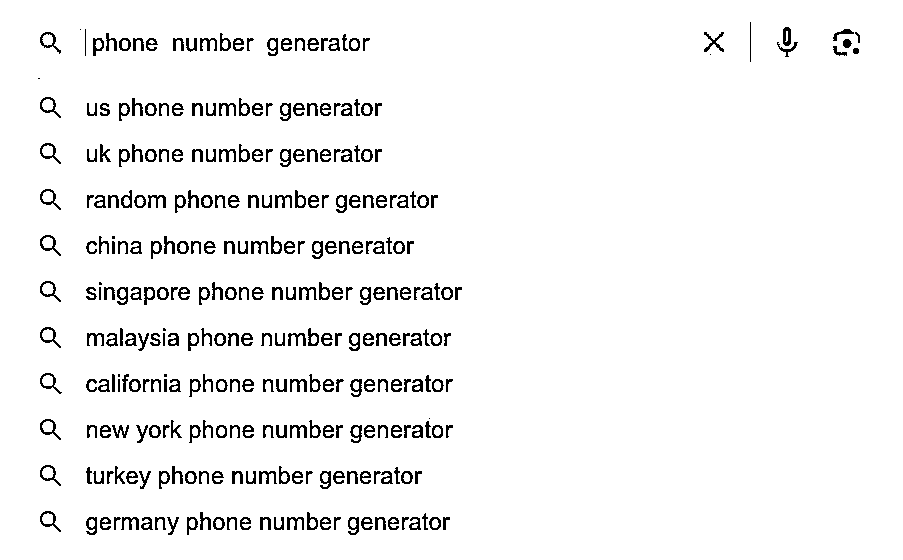 phone number generator
us phone number generator
uk phone number generator
random phone number generator
china phone number generator
singapore phone number generator
malaysia phone number generator
california phone number generator
new york phone number generator
turkey phone number generator
germany phone number generator